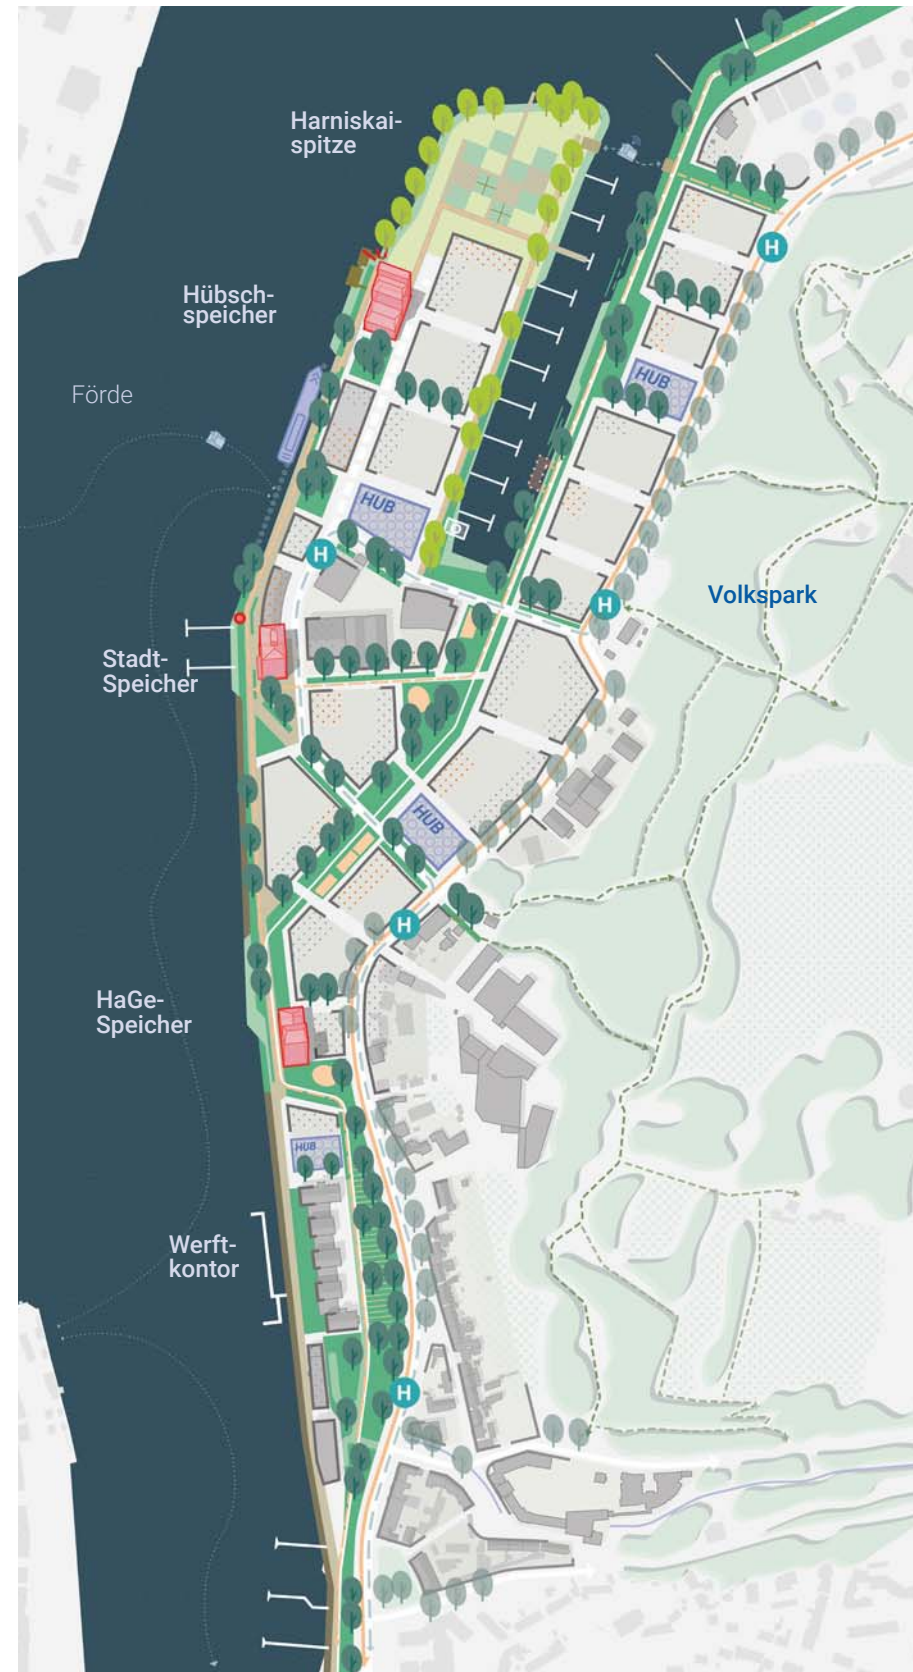 Harniskai-
spitze
H
Hübsch-
speicher
HUB
Förde
HUB
H
H
Volkspark
Stadt-
Speicher
HUB
H
HaGe-
Speicher
HUB
Werft-
kontor
H